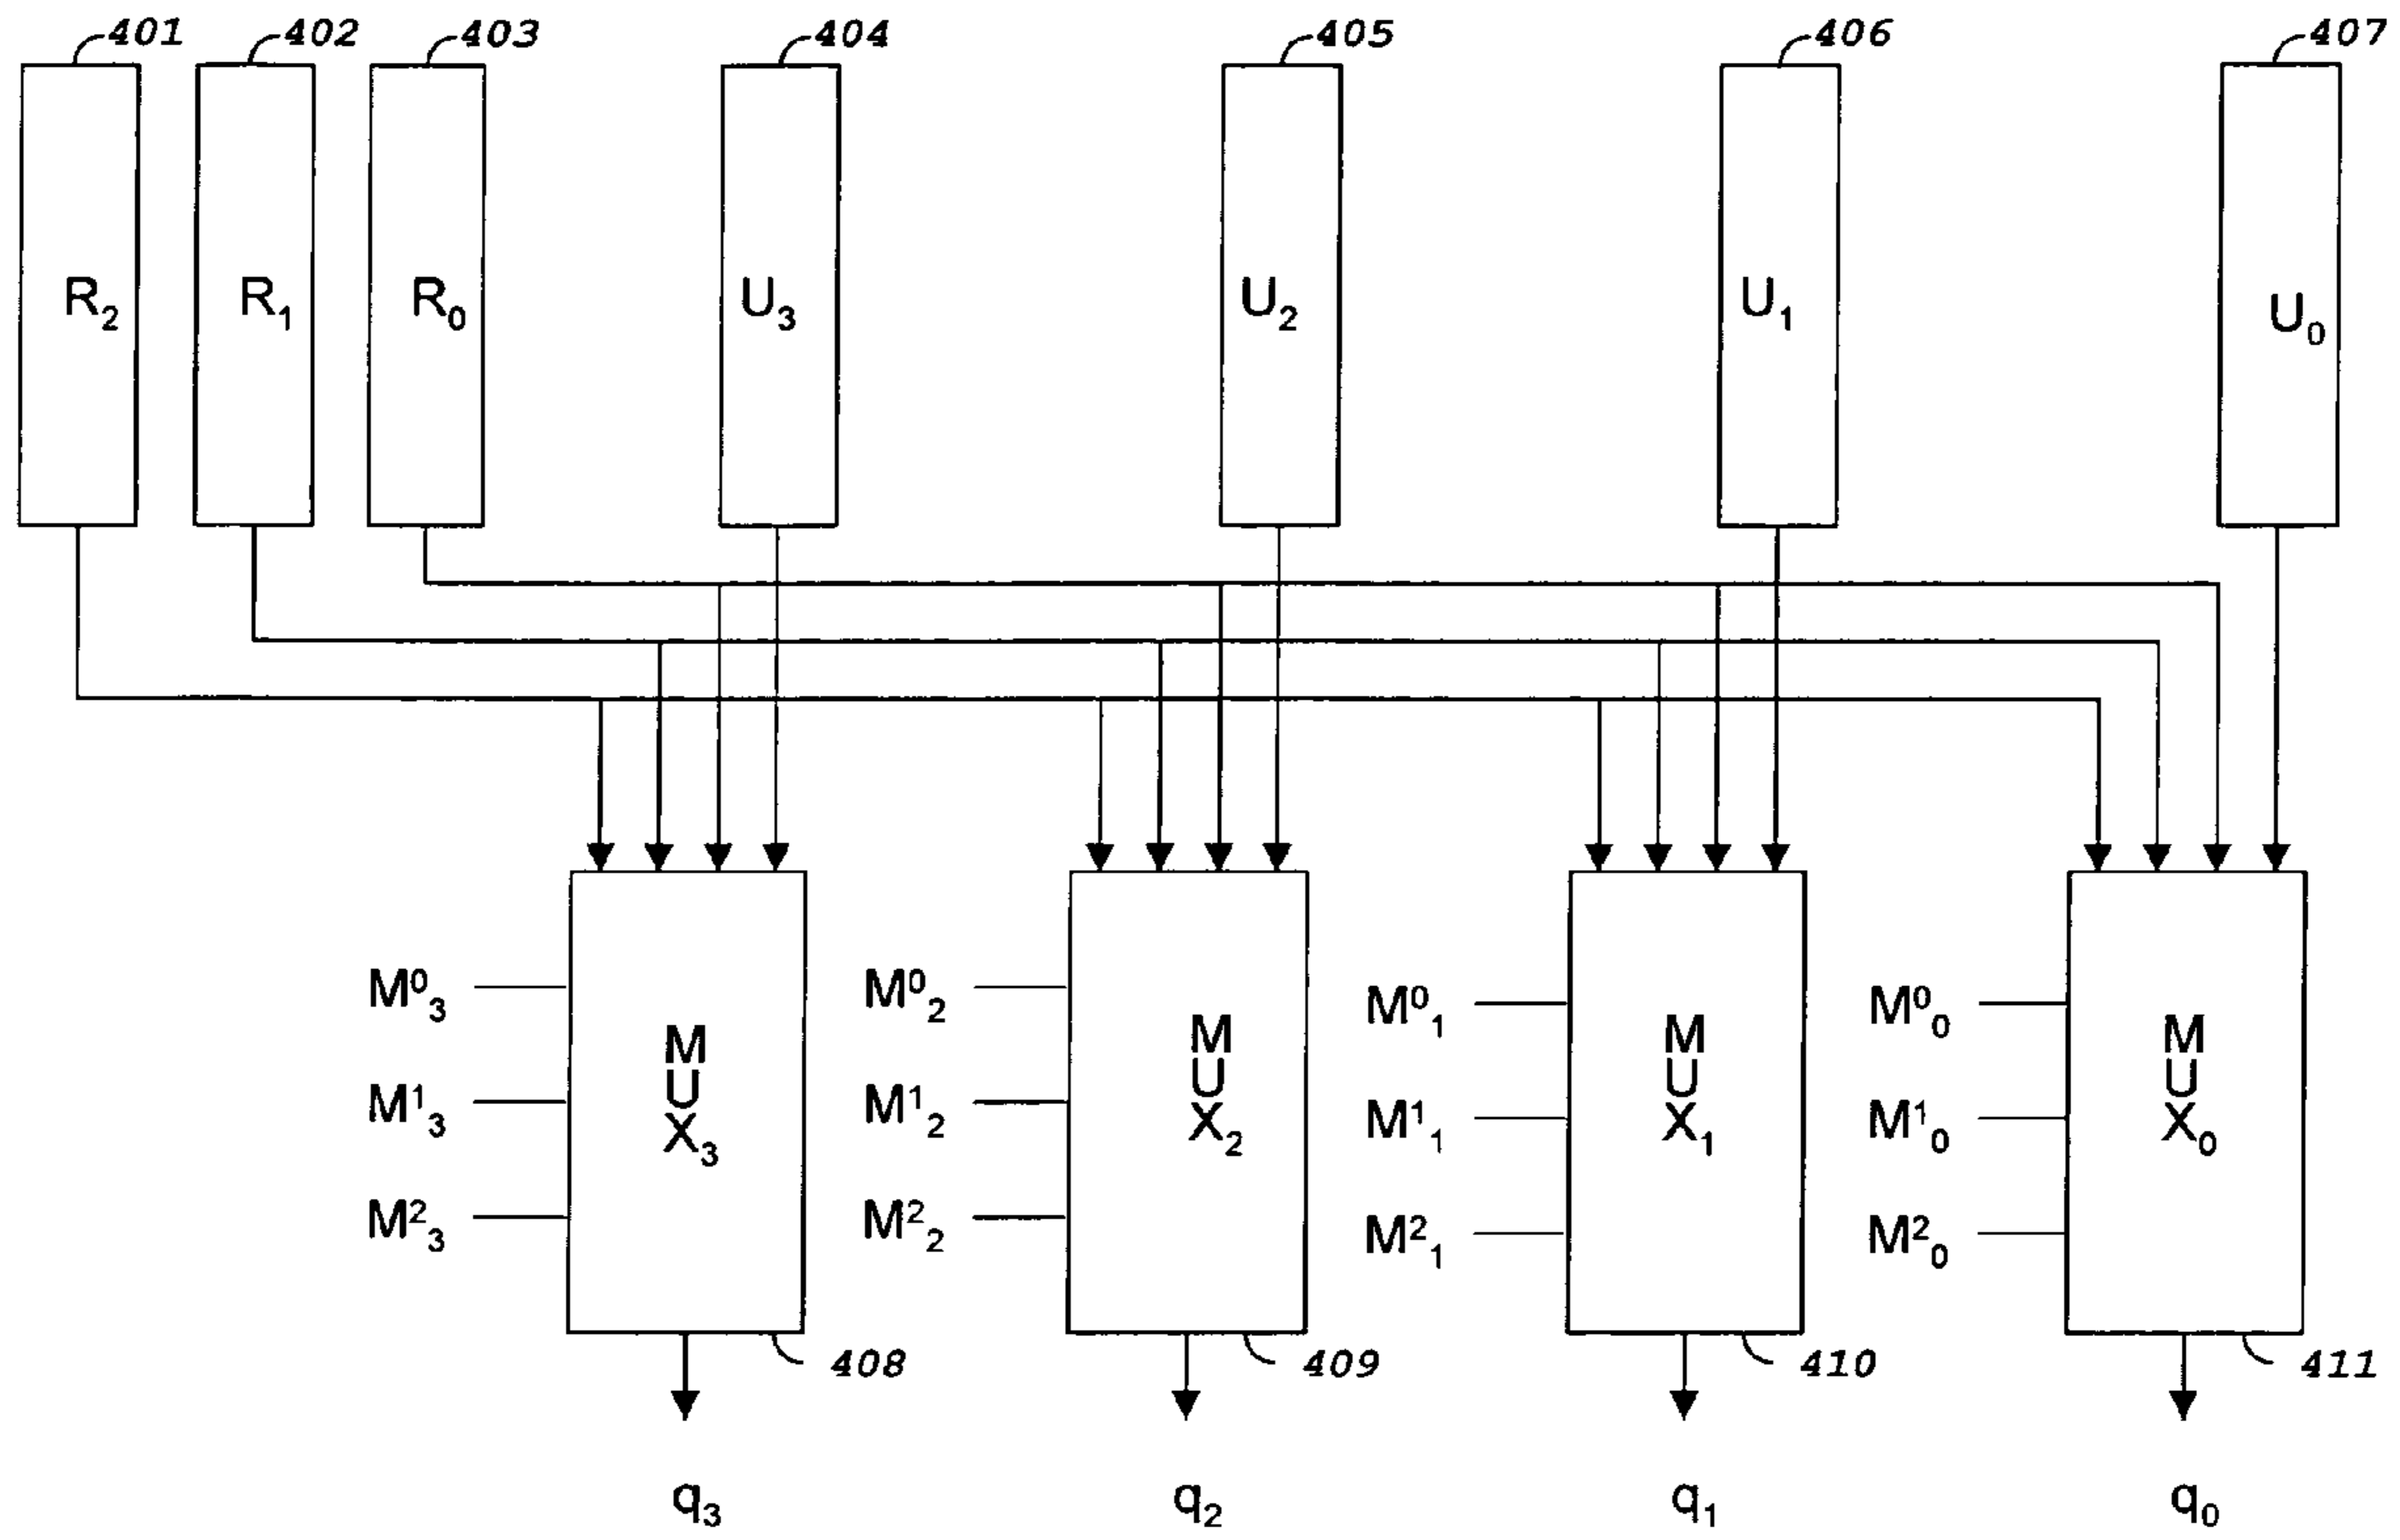 401 402 403 404 405 406 407
R₂ R₁ R₀ U₃ U₂ U₁ U₀
M⁰₃ M⁰₂ M⁰₁ M⁰₀
M¹₃ M¹₂ M¹₁ M¹₀
M²₃ M²₂ M²₁ M²₀
M M M M
U U U U
X₃ X₂ X₁ X₀
408 409 410 411
q₃ q₂ q₁ q₀